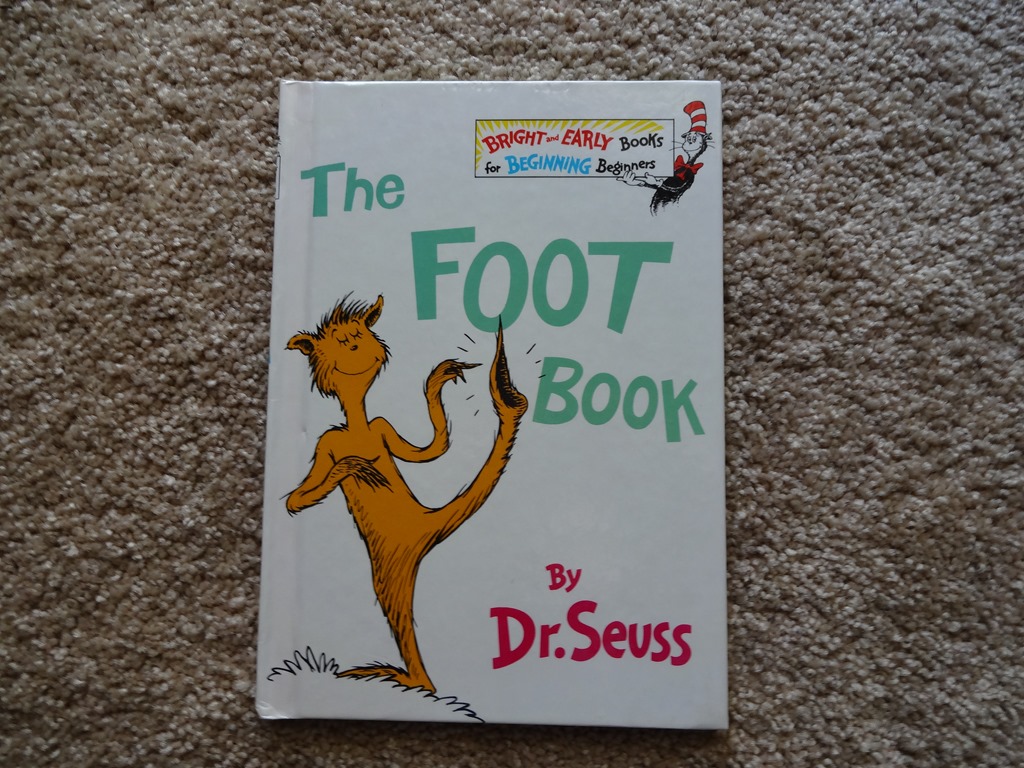 BRIGHT and EARLY BOOKS
for BEGINNING Beginners
The
FOOT
BOOK
By
Dr. Seuss